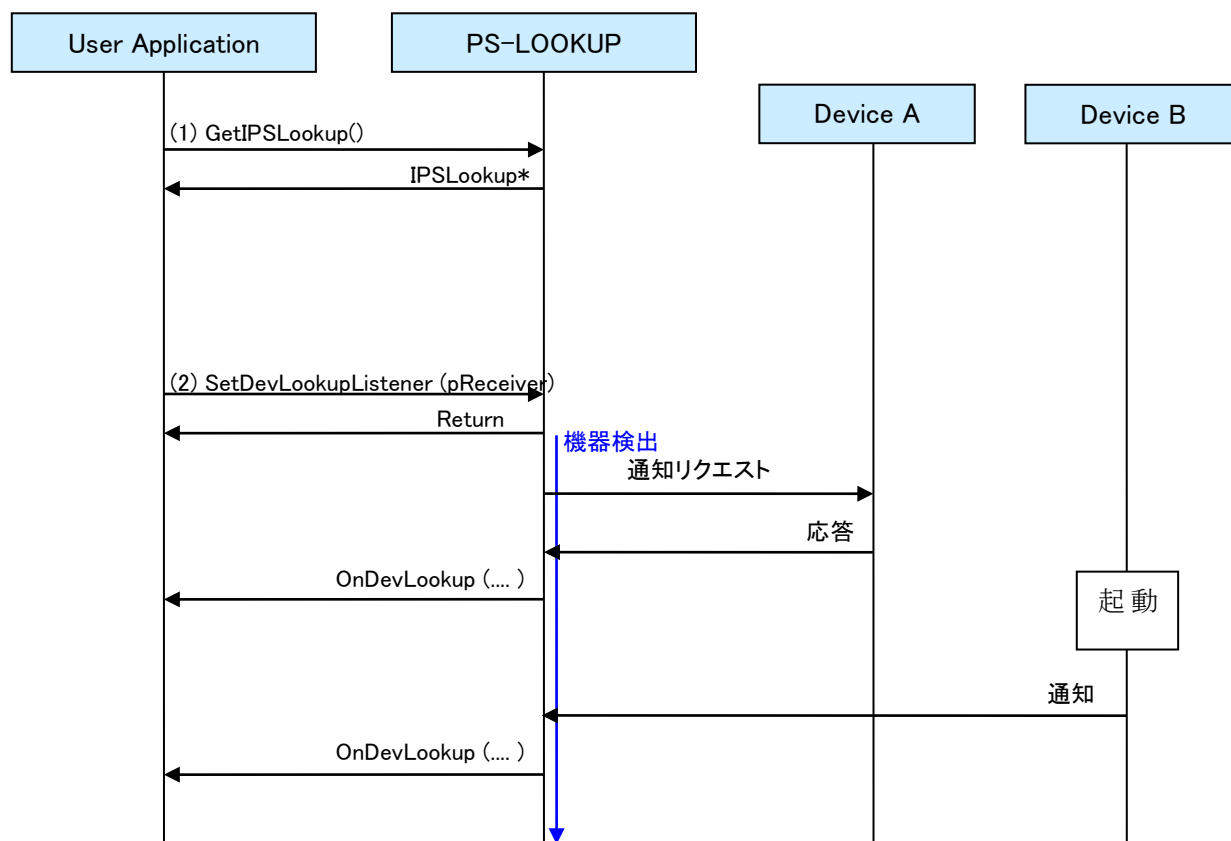 User Application
PS-LOOKUP
Device A
Device B
(1) GetIPSLookup()
IPSLookup*
(2) SetDevLookupListener (pReceiver)
Return
機器検出
通知リクエスト
応答
OnDevLookup (.... )
起動
通知
OnDevLookup (.... )